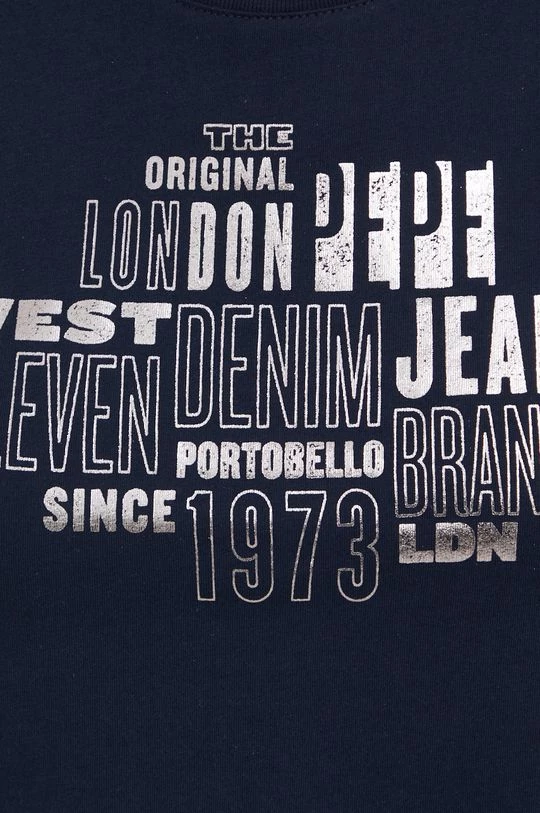 THE
ORIGINAL
LONDON PEPE
VEST DENIM JEA
LEVEN PORTOBELLO BRAN
SINCE 1973 LDN